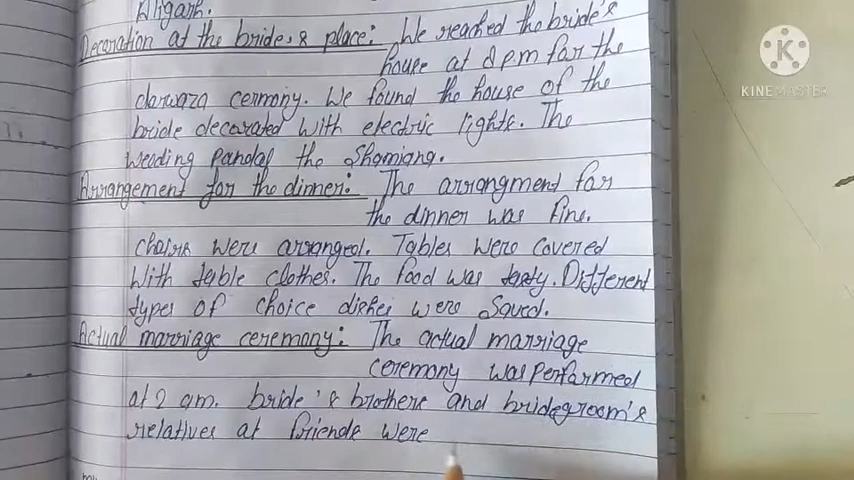 Aligarh.
Decoration at the bride,s place: We reached the bride's
house at 8 p.m for the
darwaza cermony. We found the house of the
bride decorated with electric lights. The
weading pandal the Shamiana.
Arrangement for the dinner: The arrangment for
the dinner was fine.
chairs were arranged. Tables were covered
with table clothes. The food was tasty. Different
types of choice dishes were Saved.
Actual marriage ceremony: The actual marriage
ceremony was performed
at 2 am. bride's brothers and bridegroom's
relatives at friends were
KINEMASTER